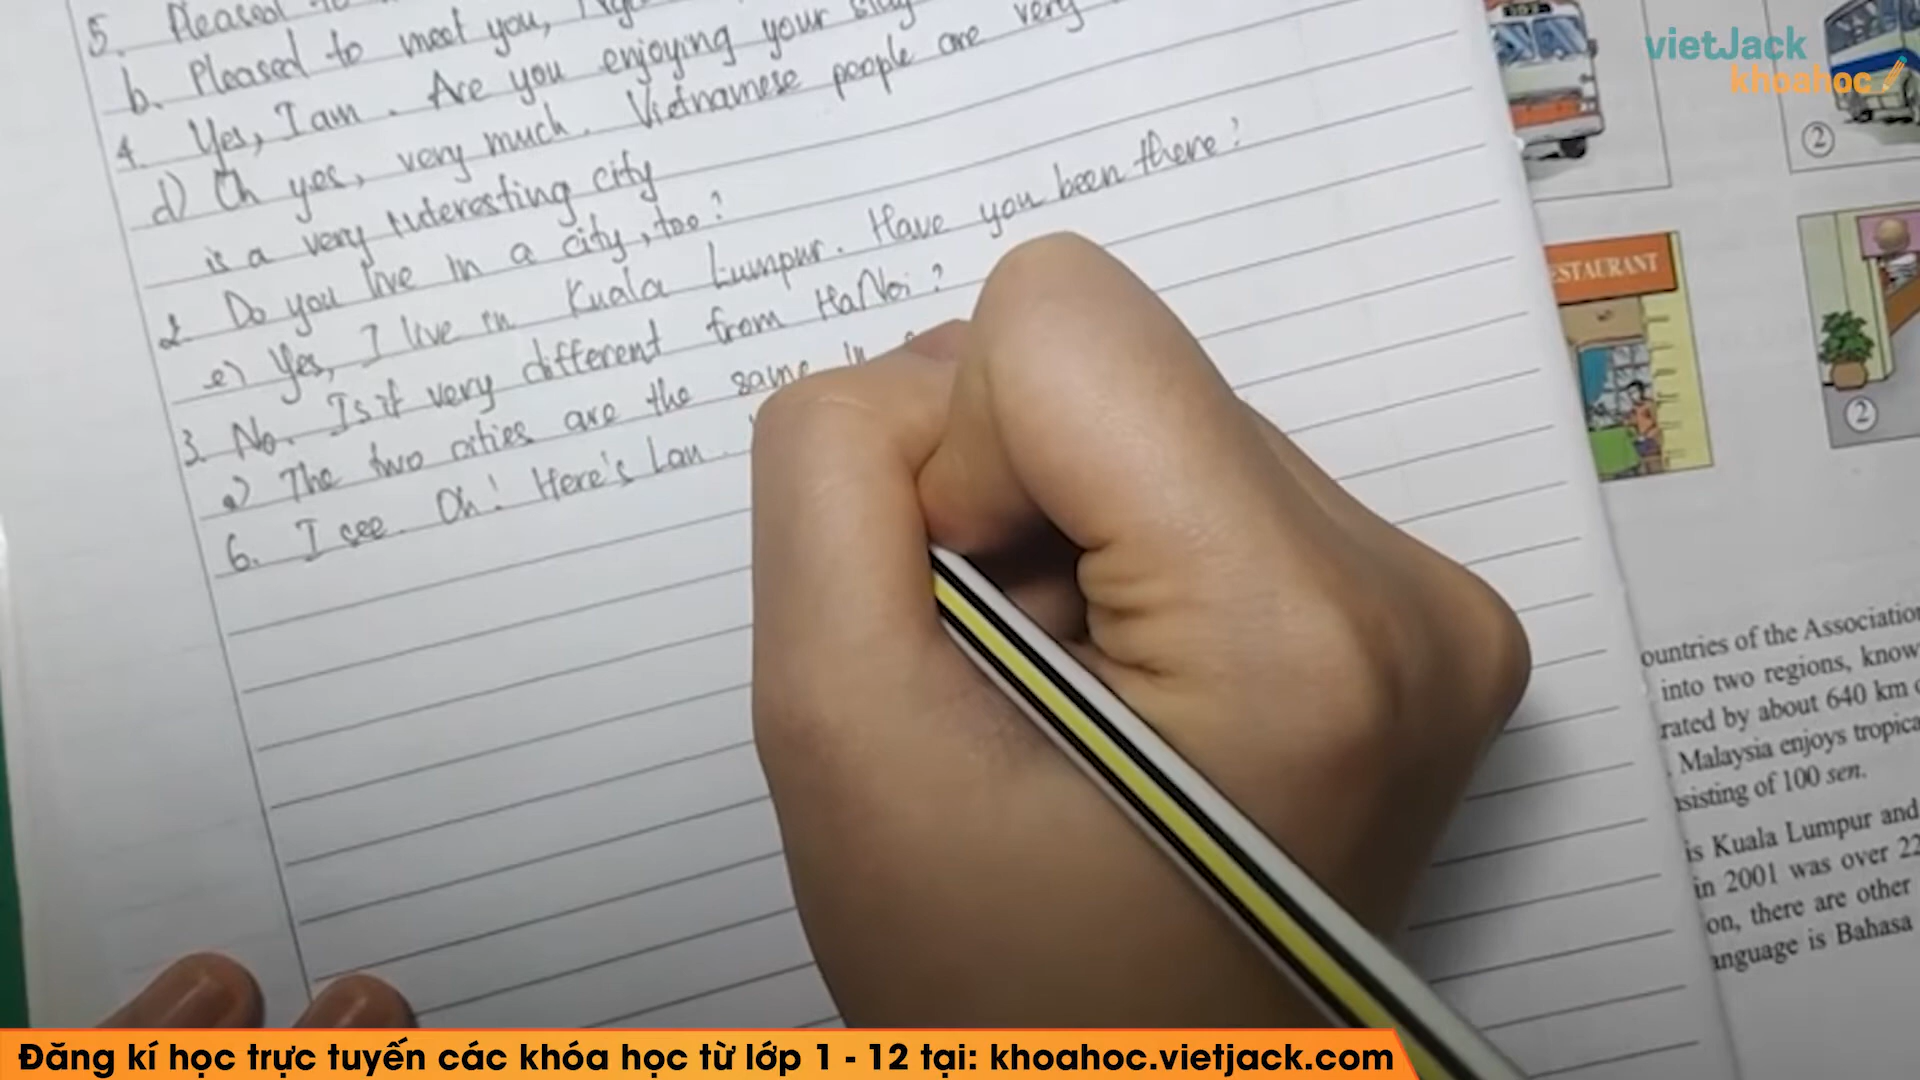 5. Pleased to
b. Pleased to meet you,
4. Yes, I am. Are you enjoying your stay
d) Oh yes, very much. Vietnamese people are very
is a very interesting city
2. Do you live in a city, too?
e) Yes, I live in Kuala Lumpur. Have you been there?
3. No. Is it very different from HaNoi?
a) The two cities are the same in
6. I see. Oh! Here's Lan.
vietJack
khoahoc
2
ESTAURANT
2
ountries of the Association
into two regions, know
rated by about 640 km
. Malaysia enjoys tropica
nsisting of 100 sen.
is Kuala Lumpur and
in 2001 was over 22
on, there are other
anguage is Bahasa
Đăng kí học trực tuyến các khóa học từ lớp 1 - 12 tại: khoahoc.vietjack.com